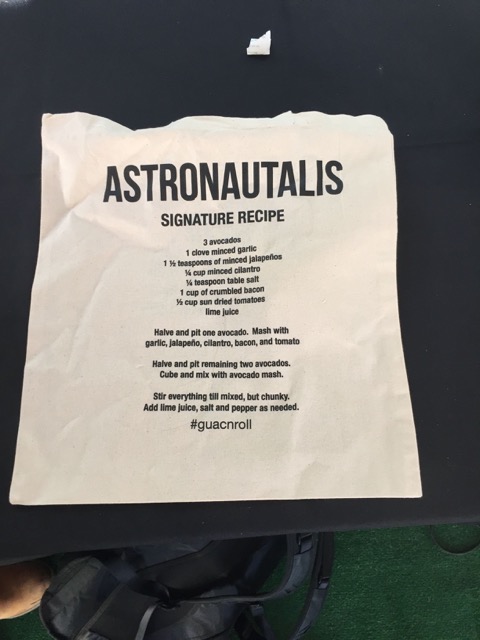 ASTRONAUTALIS
SIGNATURE RECIPE
3 avocados
1 clove minced garlic
1 ½ teaspoons of minced jalapeños
¼ cup minced cilantro
¼ teaspoon table salt
1 cup of crumbled bacon
½ cup sun dried tomatoes
lime juice
Halve and pit one avocado. Mash with
garlic, jalapeño, cilantro, bacon, and tomato
Halve and pit remaining two avocados.
Cube and mix with avocado mash.
Stir everything till mixed, but chunky.
Add lime juice, salt and pepper as needed.
#guacnroll